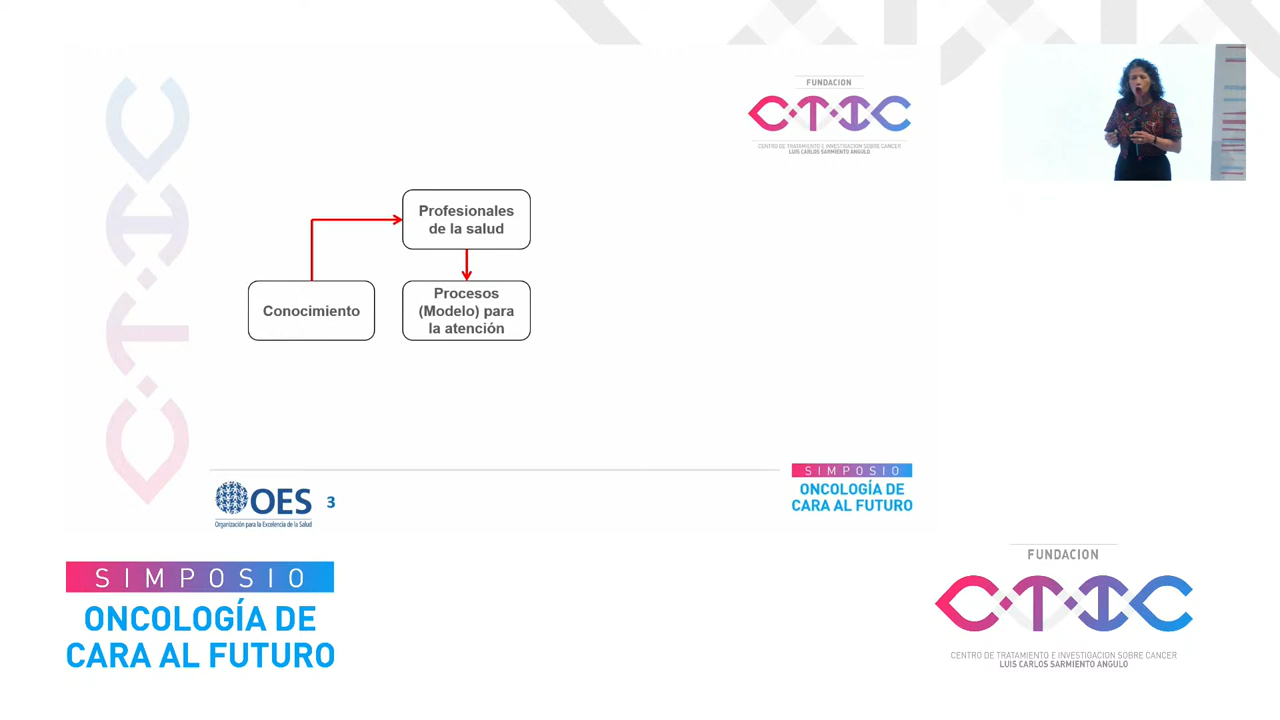 FUNDACION
C·T·I·C
CENTRO DE TRATAMIENTO E INVESTIGACION SOBRE CANCER
LUIS CARLOS SARMIENTO ANGULO
C·T·I·C
Profesionales
de la salud
Conocimiento
Procesos
(Modelo) para
la atención
OES
Organización para la Excelencia de la Salud
3
SIMPOSIO
ONCOLOGÍA DE
CARA AL FUTURO
SIMPOSIO
ONCOLOGÍA DE
CARA AL FUTURO
FUNDACION
C·T·I·C
CENTRO DE TRATAMIENTO E INVESTIGACION SOBRE CANCER
LUIS CARLOS SARMIENTO ANGULO